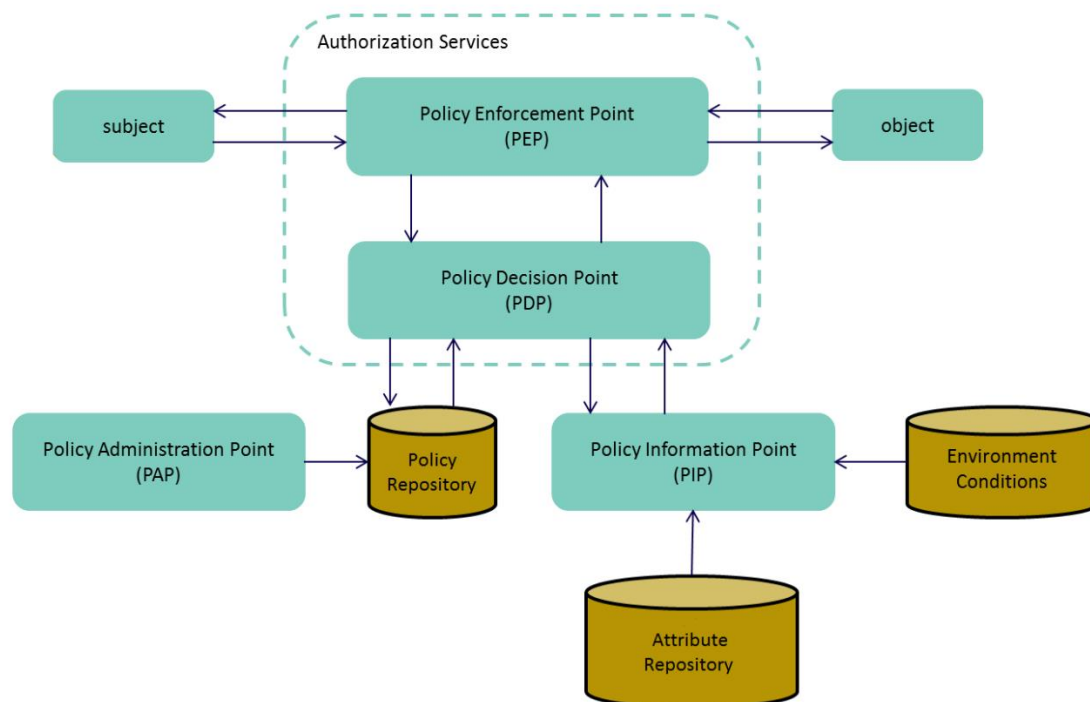 Authorization Services
subject
Policy Enforcement Point
(PEP)
object
Policy Decision Point
(PDP)
Policy Administration Point
(PAP)
Policy
Repository
Policy Information Point
(PIP)
Environment
Conditions
Attribute
Repository